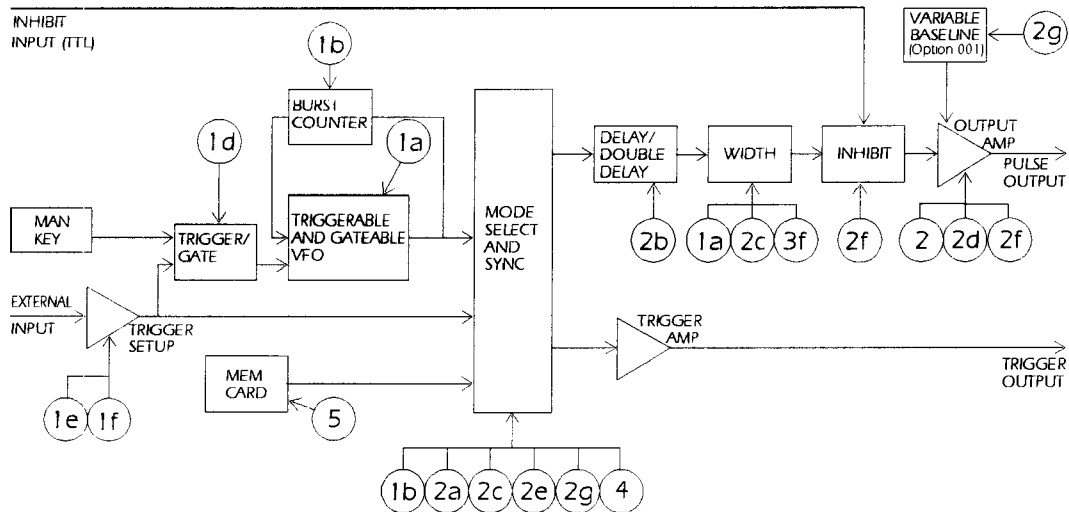 INHIBIT
INPUT (TTL)
VARIABLE
BASELINE
(Option 001)
2g
1b
BURST
COUNTER
1d
1a
DELAY/
DOUBLE
DELAY
WIDTH
INHIBIT
OUTPUT
AMP
PULSE
OUTPUT
MAN
KEY
TRIGGER/
GATE
TRIGGERABLE
AND GATEABLE
VFO
MODE
SELECT
AND
SYNC
2b
1a
2c
3f
2f
2
2d
2f
EXTERNAL
INPUT
TRIGGER
SETUP
TRIGGER
AMP
TRIGGER
OUTPUT
MEM
CARD
1e
1f
5
1b
2a
2c
2e
2g
4